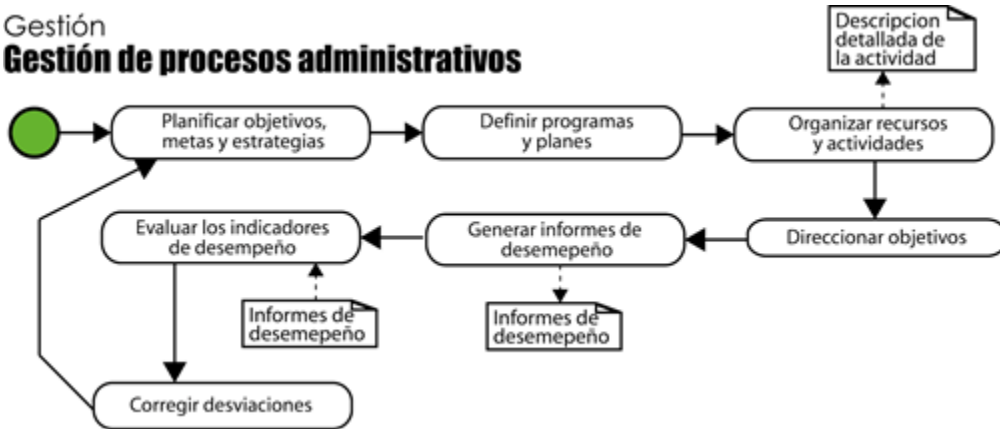 Gestión
Gestión de procesos administrativos
Descripcion
detallada de
la actividad
Planificar objetivos,
metas y estrategias
Definir programas
y planes
Organizar recursos
y actividades
Evaluar los indicadores
de desempeño
Generar informes de
desemepeño
Direccionar objetivos
Informes de
desemepeño
Informes de
desemepeño
Corregir desviaciones